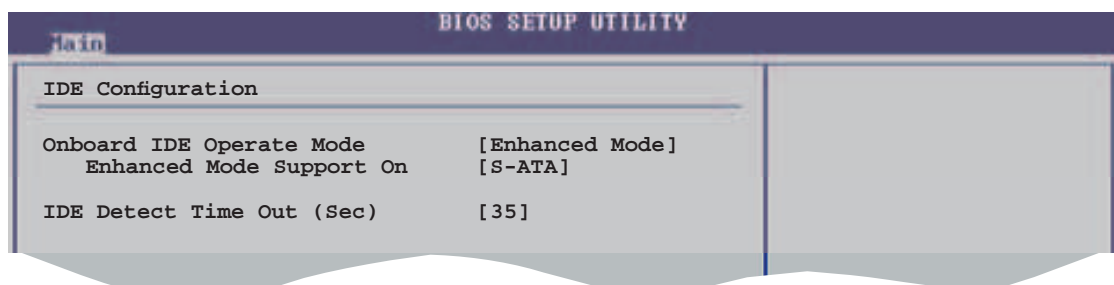 BIOS SETUP UTILITY
Main
IDE Configuration
Onboard IDE Operate Mode [Enhanced Mode]
Enhanced Mode Support On [S-ATA]
IDE Detect Time Out (Sec) [35]